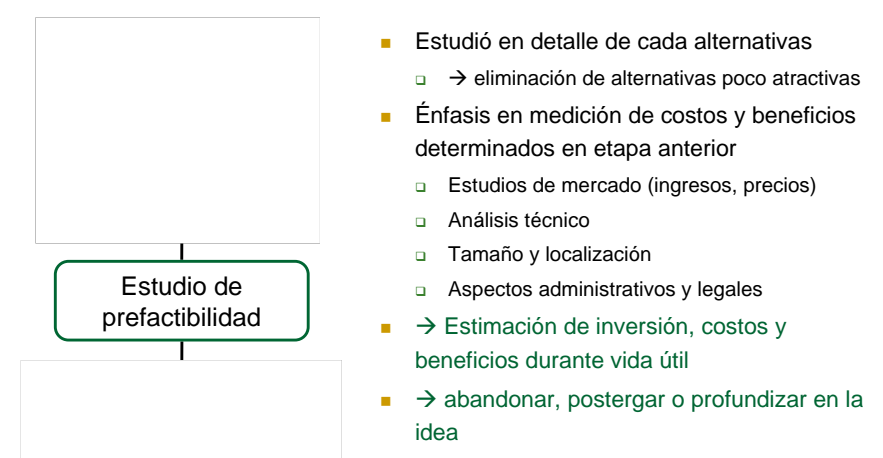 Estudio de
prefactibilidad
Estudió en detalle de cada alternativas
→ eliminación de alternativas poco atractivas
Énfasis en medición de costos y beneficios
determinados en etapa anterior
Estudios de mercado (ingresos, precios)
Análisis técnico
Tamaño y localización
Aspectos administrativos y legales
→ Estimación de inversión, costos y
beneficios durante vida útil
→ abandonar, postergar o profundizar en la
idea